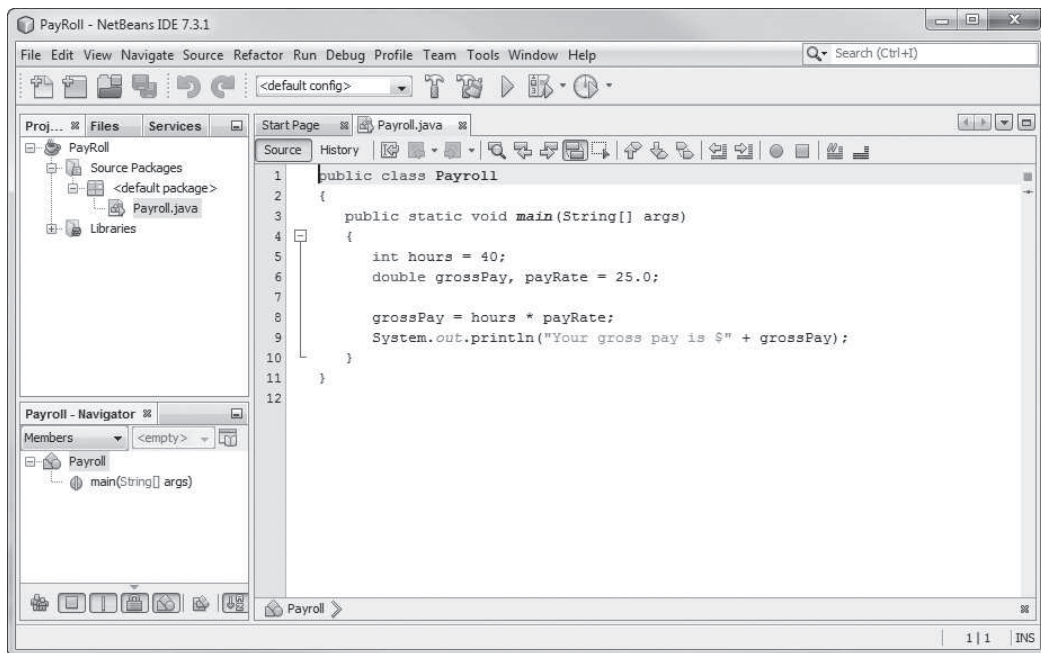 PayRoll - NetBeans IDE 7.3.1
File Edit View Navigate Source Refactor Run Debug Profile Team Tools Window Help
Search (Ctrl+I)
<default config>
Proj... Files Services
PayRoll
Source Packages
<default package>
Payroll.java
Libraries
Payroll - Navigator
Members <empty>
Payroll
main(String[] args)
Start Page Payroll.java
Source History
1 public class Payroll
2 {
3 public static void main(String[] args)
4 {
5 int hours = 40;
6 double grossPay, payRate = 25.0;
7
8 grossPay = hours * payRate;
9 System.out.println("Your gross pay is $" + grossPay);
10 }
11 }
12
Payroll
1|1 INS